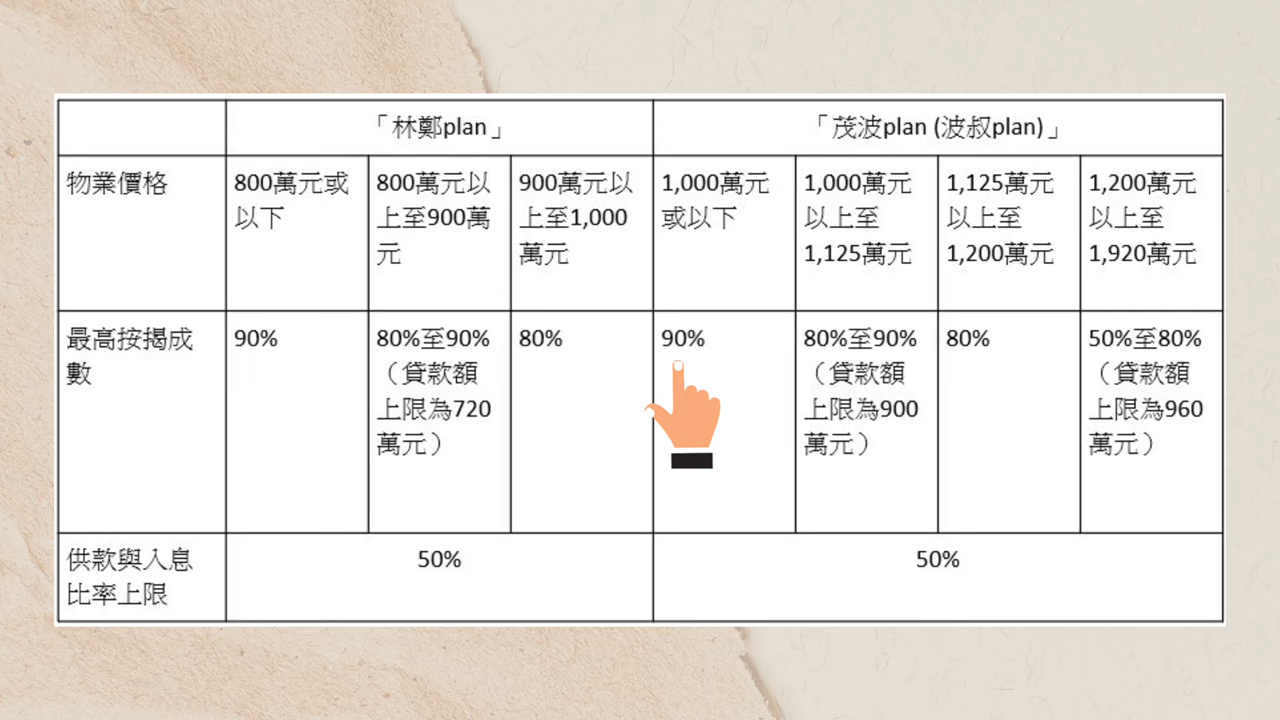 「林鄭plan」
「茂波plan (波叔plan)」
物業價格
800萬元或
以下
800萬元以
上至900萬
元
900萬元以
上至1,000
萬元
1,000萬元
或以下
1,000萬元
以上至
1,125萬元
1,125萬元
以上至
1,200萬元
1,200萬元
以上至
1,920萬元
最高按揭成
數
90%
80%至90%
（貸款額
上限為720
萬元）
80%
90%
80%至90%
（貸款額
上限為900
萬元）
80%
50%至80%
（貸款額
上限為960
萬元）
供款與入息
比率上限
50%
50%